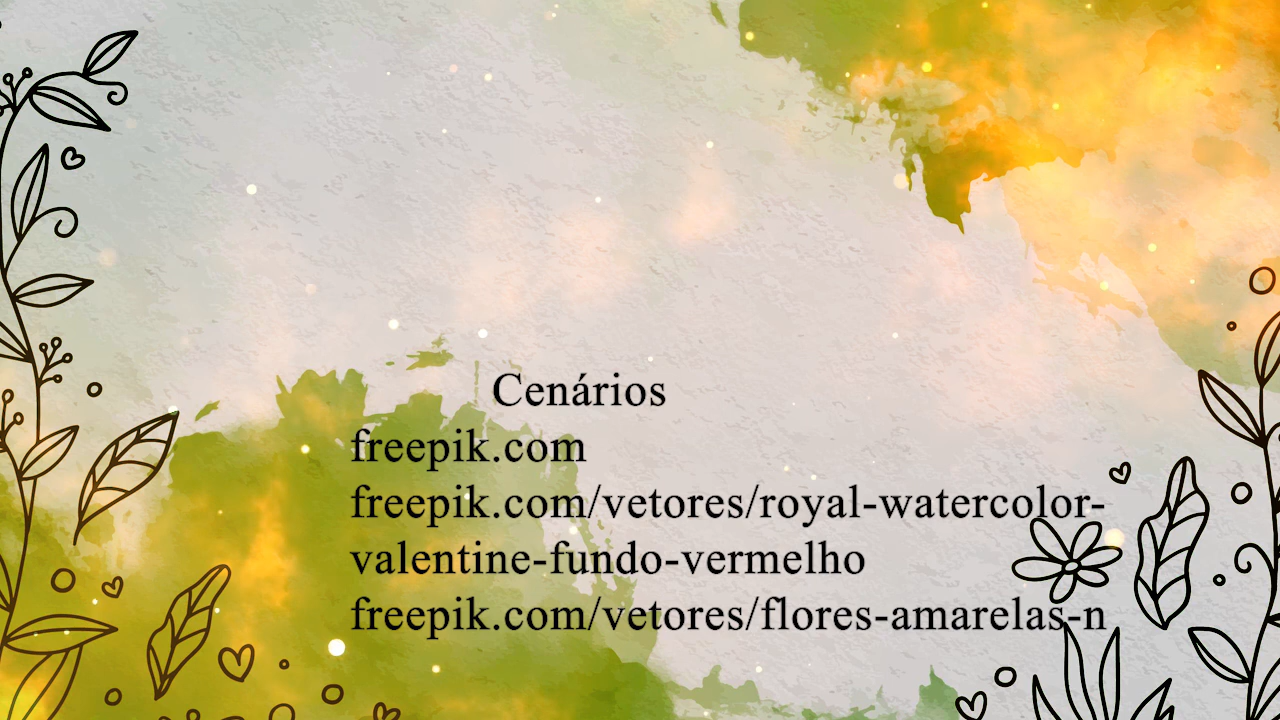 Cenários
freepik.com
freepik.com/vetores/royal-watercolor-
valentine-fundo-vermelho
freepik.com/vetores/flores-amarelas-n